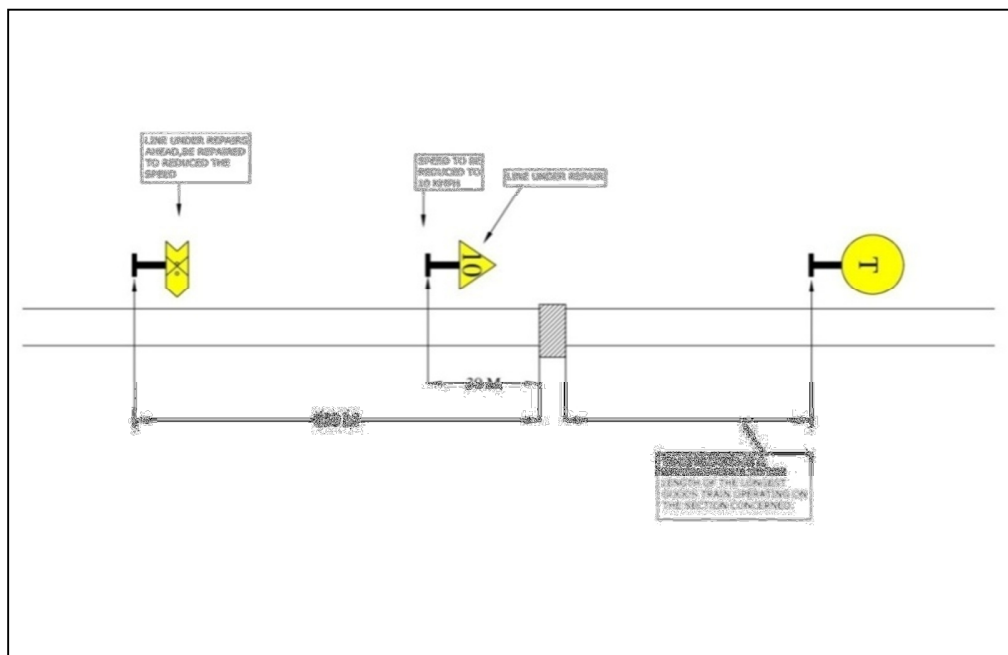 LINE UNDER REPAIRS
AHEAD,BE REPAIRED
TO REDUCED THE
SPEED
SPEED TO BE
REDUCED TO
10 KMPH
LINE UNDER REPAIR
10
T
30 M
LENGTH OF THE LONGEST
GOODS TRAIN OPERATING ON
THE SECTION CONCERNED.